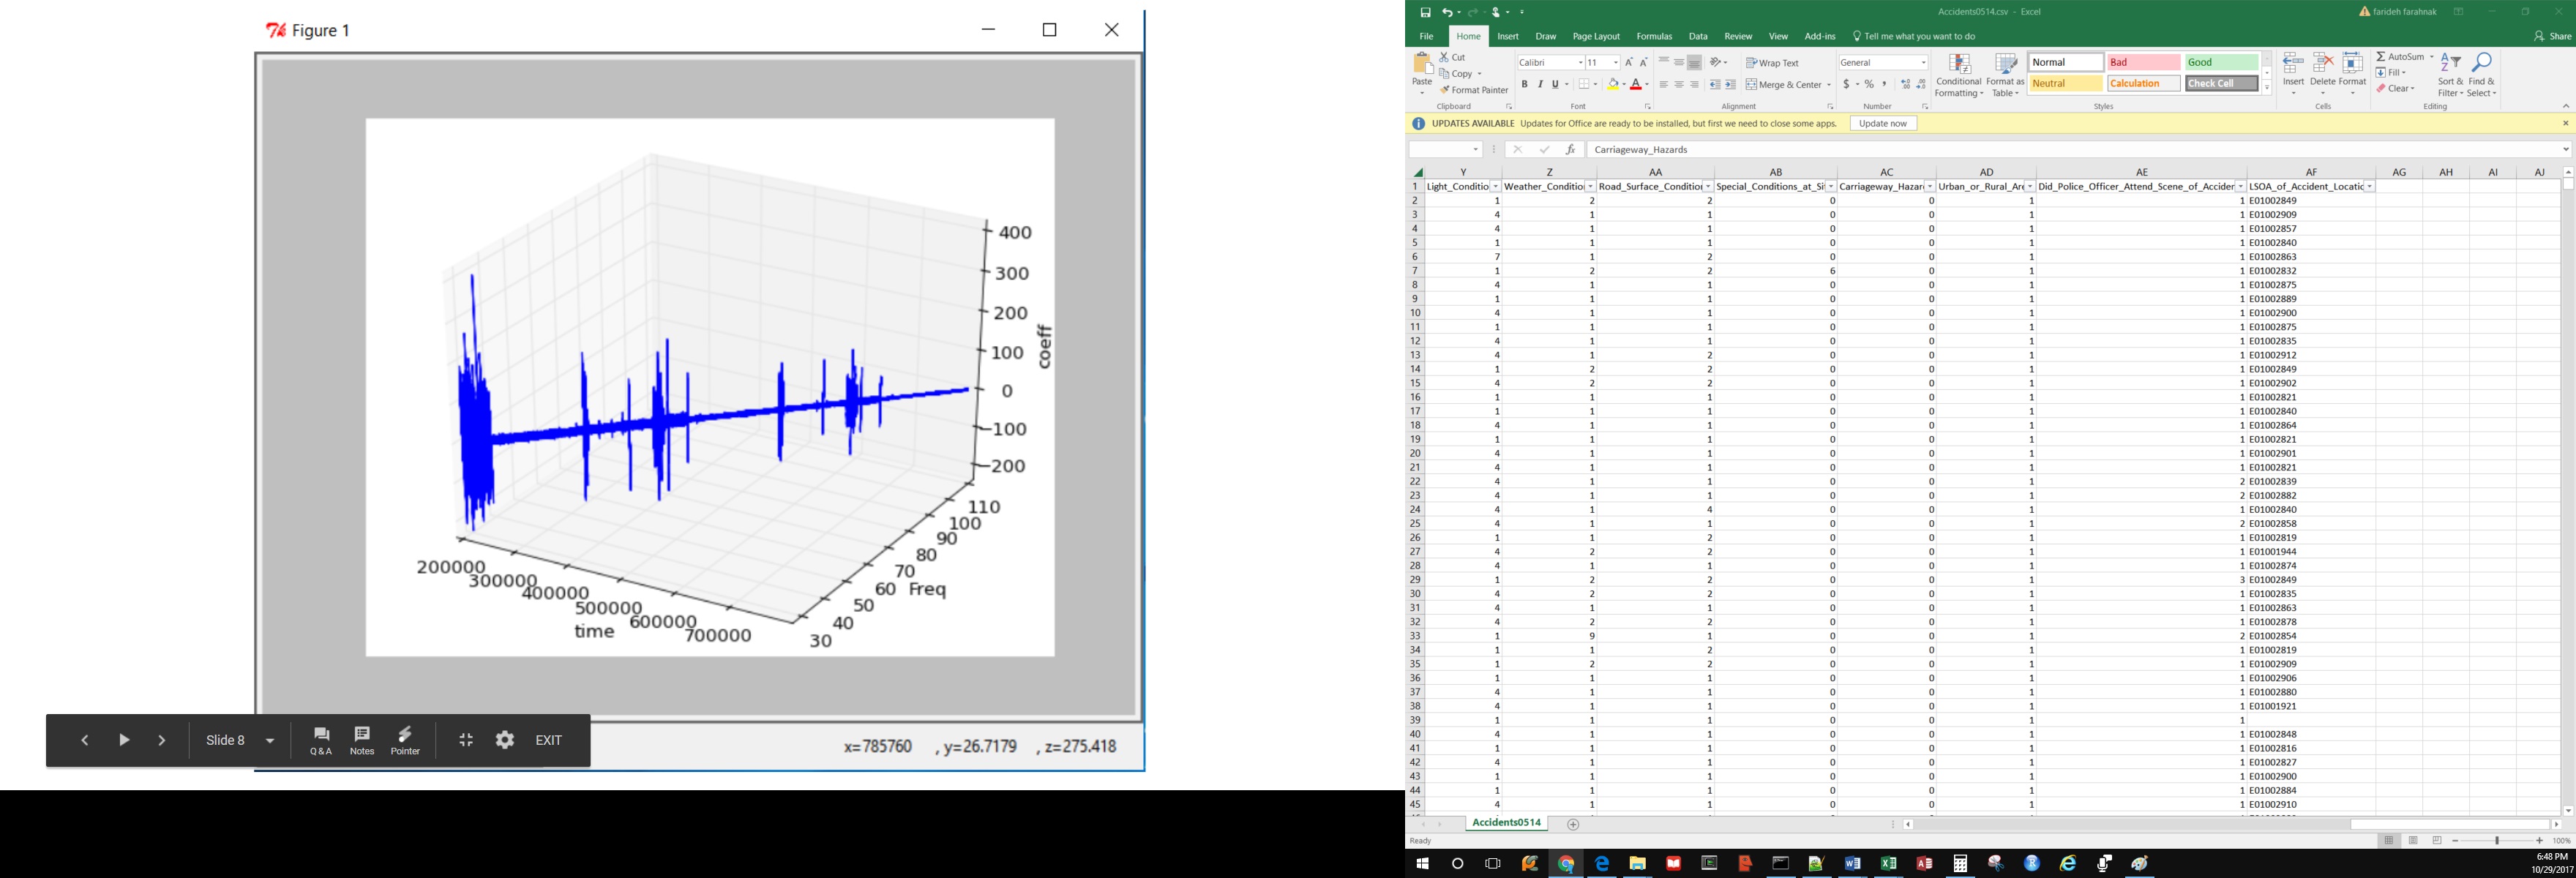 Figure 1
400
300
200
100
0
-100
-200
coeff
110
100
90
80
70
60
50
40
30
Freq
200000
300000
400000
500000
600000
700000
time
x=785760 , y=26.7179 , z=275.418
Slide 8 Q & A Notes Pointer EXIT
Accidents0514.csv - Excel farideh farahnak
File Home Insert Draw Page Layout Formulas Data Review View Add-ins Tell me what you want to do Share
Paste Cut Copy Format Painter Clipboard
Calibri 11 B I U Font
Wrap Text Merge & Center Alignment
General $ % Number
Conditional Formatting Format as Table Normal Bad Good Neutral Calculation Check Cell Styles
Insert Delete Format Cells
AutoSum Fill Clear Sort & Filter Find & Select Editing
UPDATES AVAILABLE Updates for Office are ready to be installed, but first we need to close some apps. Update now
fx Carriageway_Hazards
Y Z AA AB AC AD AE AF AG AH AI AJ
1 Light_Conditio Weather_Conditio Road_Surface_Conditio Special_Conditions_at_Si Carriageway_Hazar Urban_or_Rural_Are Did_Police_Officer_Attend_Scene_of_Acciden LSOA_of_Accident_Locatic
2 1 2 2 0 0 1 1 E01002849
3 4 1 1 0 0 1 1 E01002909
4 4 1 1 0 0 1 1 E01002857
5 1 1 1 0 0 1 1 E01002840
6 7 1 2 0 0 1 1 E01002863
7 1 2 2 6 0 1 1 E01002832
8 4 1 1 0 0 1 1 E01002875
9 1 1 1 0 0 1 1 E01002889
10 4 1 1 0 0 1 1 E01002900
11 1 1 1 0 0 1 1 E01002875
12 4 1 1 0 0 1 1 E01002835
13 4 1 2 0 0 1 1 E01002912
14 1 2 2 0 0 1 1 E01002849
15 4 2 2 0 0 1 1 E01002902
16 1 1 1 0 0 1 1 E01002821
17 1 1 1 0 0 1 1 E01002840
18 4 1 1 0 0 1 1 E01002864
19 1 1 1 0 0 1 1 E01002821
20 4 1 1 0 0 1 1 E01002901
21 4 1 1 0 0 1 1 E01002821
22 4 1 1 0 0 1 2 E01002839
23 4 1 1 0 0 1 2 E01002882
24 4 1 4 0 0 1 1 E01002840
25 4 1 1 0 0 1 2 E01002858
26 1 1 2 0 0 1 1 E01002819
27 4 2 2 0 0 1 1 E01001944
28 4 1 1 0 0 1 1 E01002874
29 1 2 2 0 0 1 3 E01002849
30 4 2 2 0 0 1 1 E01002835
31 4 1 1 0 0 1 1 E01002863
32 4 2 2 0 0 1 1 E01002878
33 1 9 1 0 0 1 2 E01002854
34 1 1 2 0 0 1 1 E01002819
35 1 2 2 0 0 1 1 E01002909
36 1 1 1 0 0 1 1 E01002906
37 4 1 1 0 0 1 1 E01002880
38 4 1 1 0 0 1 1 E01001921
39 1 1 1 0 0 1 1
40 4 1 1 0 0 1 1 E01002848
41 1 1 1 0 0 1 1 E01002816
42 4 1 1 0 0 1 1 E01002827
43 1 1 1 0 0 1 1 E01002900
44 1 1 1 0 0 1 1 E01002884
45 4 1 1 0 0 1 1 E01002910
Accidents0514
Ready 100%
6:48 PM
10/29/2017